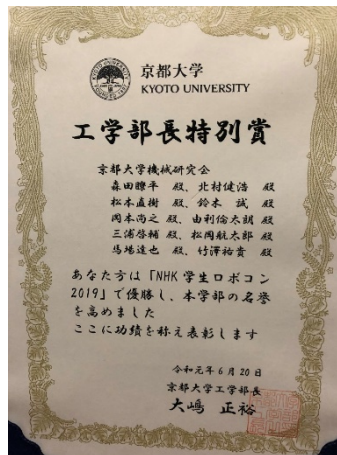 京都大学
KYOTO UNIVERSITY
工学部長特別賞
京都大学機械研究会
森田瞭平 殿、北村健浩 殿
松本直樹 殿、鈴木 誠 殿
岡本尚之 殿、由利倫太朗 殿
三浦啓輔 殿、松岡航太郎 殿
馬場達也 殿、竹澤裕貴 殿
あなた方は「NHK学生ロボコン
2019」で優勝し、本学部の名誉
を高めました
ここに功績を称え表彰します
令和元年6月20日
京都大学工学部長
大嶋 正裕